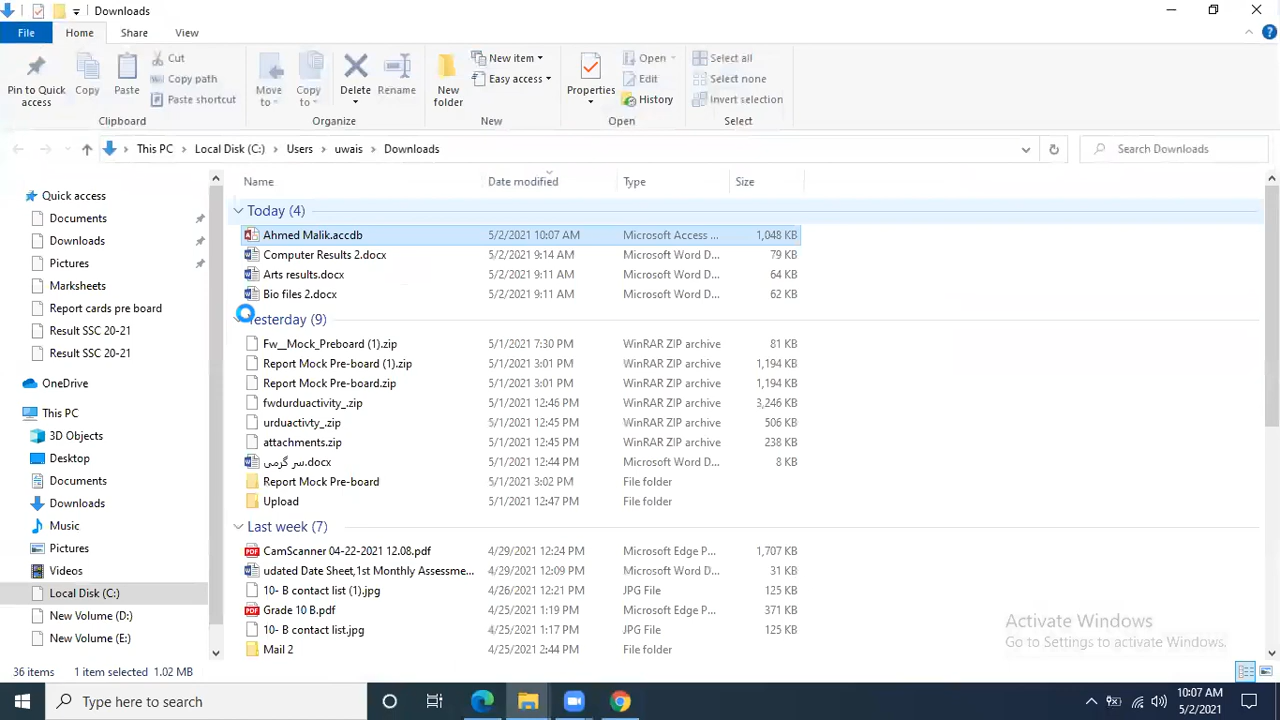 Downloads
File Home Share View
Pin to Quick access
Copy
Paste
Cut
Copy path
Paste shortcut
Clipboard
Move to
Copy to
Delete
Rename
Organize
New folder
New item
Easy access
New
Properties
Open
Edit
History
Open
Select all
Select none
Invert selection
Select
This PC Local Disk (C:) Users uwais Downloads
Search Downloads
Quick access
Documents
Downloads
Pictures
Marksheets
Report cards pre board
Result SSC 20-21
Result SSC 20-21
OneDrive
This PC
3D Objects
Desktop
Documents
Downloads
Music
Pictures
Videos
Local Disk (C:)
New Volume (D:)
New Volume (E:)
Name Date modified Type Size
Today (4)
Ahmed Malik.accdb 5/2/2021 10:07 AM Microsoft Access ... 1,048 KB
Computer Results 2.docx 5/2/2021 9:14 AM Microsoft Word D... 79 KB
Arts results.docx 5/2/2021 9:11 AM Microsoft Word D... 64 KB
Bio files 2.docx 5/2/2021 9:11 AM Microsoft Word D... 62 KB
Yesterday (9)
Fw__Mock_Preboard (1).zip 5/1/2021 7:30 PM WinRAR ZIP archive 81 KB
Report Mock Pre-board (1).zip 5/1/2021 3:01 PM WinRAR ZIP archive 1,194 KB
Report Mock Pre-board.zip 5/1/2021 3:01 PM WinRAR ZIP archive 1,194 KB
fwdurduactivity_.zip 5/1/2021 12:46 PM WinRAR ZIP archive 3,246 KB
urduactivty_.zip 5/1/2021 12:45 PM WinRAR ZIP archive 506 KB
attachments.zip 5/1/2021 12:45 PM WinRAR ZIP archive 238 KB
سر گرمی.docx 5/1/2021 12:44 PM Microsoft Word D... 8 KB
Report Mock Pre-board 5/1/2021 3:02 PM File folder
Upload 5/1/2021 12:47 PM File folder
Last week (7)
CamScanner 04-22-2021 12.08.pdf 4/29/2021 12:24 PM Microsoft Edge P... 1,707 KB
udated Date Sheet,1st Monthly Assessme... 4/29/2021 12:09 PM Microsoft Word D... 31 KB
10- B contact list (1).jpg 4/26/2021 12:21 PM JPG File 125 KB
Grade 10 B.pdf 4/25/2021 1:19 PM Microsoft Edge P... 371 KB
10- B contact list.jpg 4/25/2021 1:17 PM JPG File 125 KB
Mail 2 4/25/2021 2:44 PM File folder
Activate Windows
Go to Settings to activate Windows.
36 items 1 item selected 1.02 MB
Type here to search
10:07 AM
5/2/2021